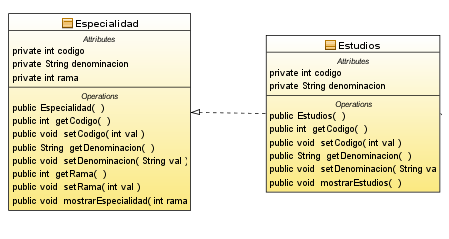 Especialidad
Attributes
private int codigo
private String denominacion
private int rama
Operations
public Especialidad( )
public int getCodigo( )
public void setCodigo( int val )
public String getDenominacion( )
public void setDenominacion( String val )
public int getRama( )
public void setRama( int val )
public void mostrarEspecialidad( int rama
Estudios
Attributes
private int codigo
private String denominacion
Operations
public Estudios( )
public int getCodigo( )
public void setCodigo( int val )
public String getDenominacion( )
public void setDenominacion( String va
public void mostrarEstudios( )